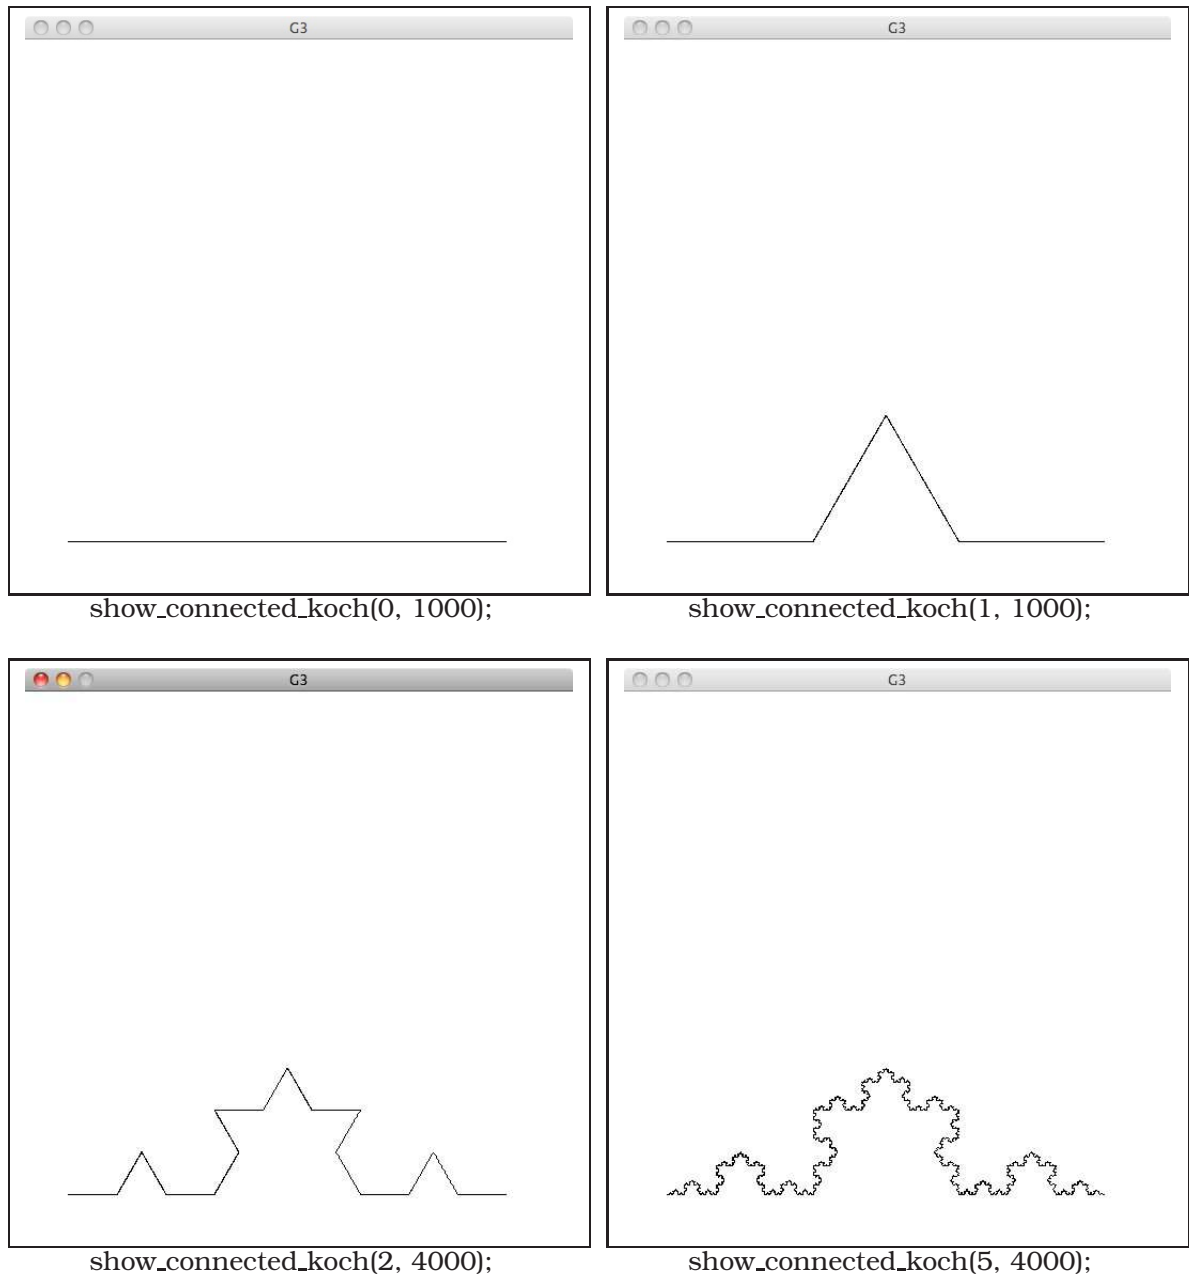 G3
G3
show_connected_koch(0, 1000);
show_connected_koch(1, 1000);
G3
G3
show_connected_koch(2, 4000);
show_connected_koch(5, 4000);